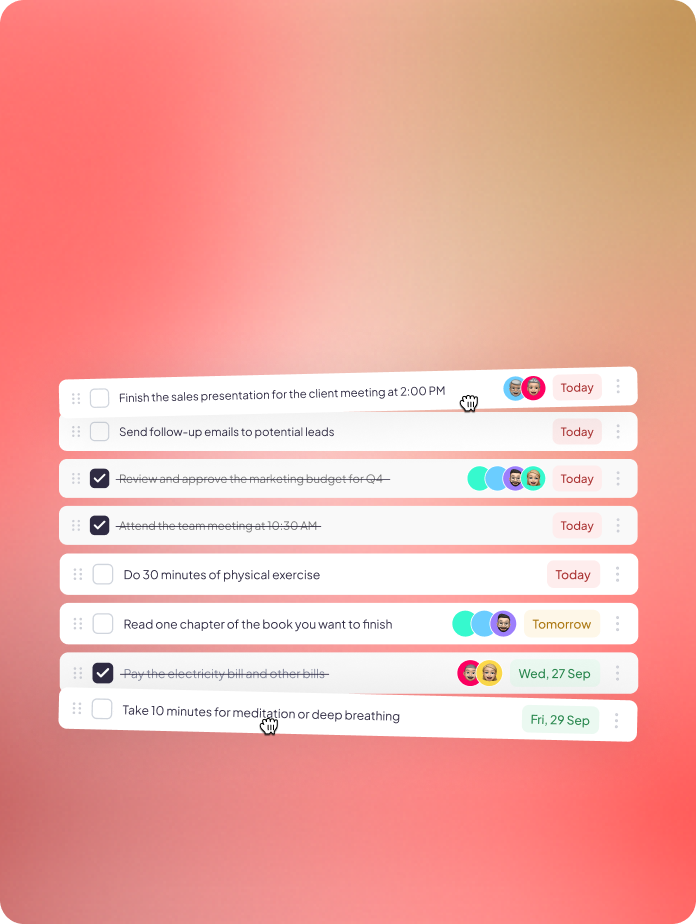 Finish the sales presentation for the client meeting at 2:00 PM Today
Send follow-up emails to potential leads Today
Review and approve the marketing budget for Q4 Today
Attend the team meeting at 10:30 AM Today
Do 30 minutes of physical exercise Today
Read one chapter of the book you want to finish Tomorrow
Pay the electricity bill and other bills Wed, 27 Sep
Take 10 minutes for meditation or deep breathing Fri, 29 Sep